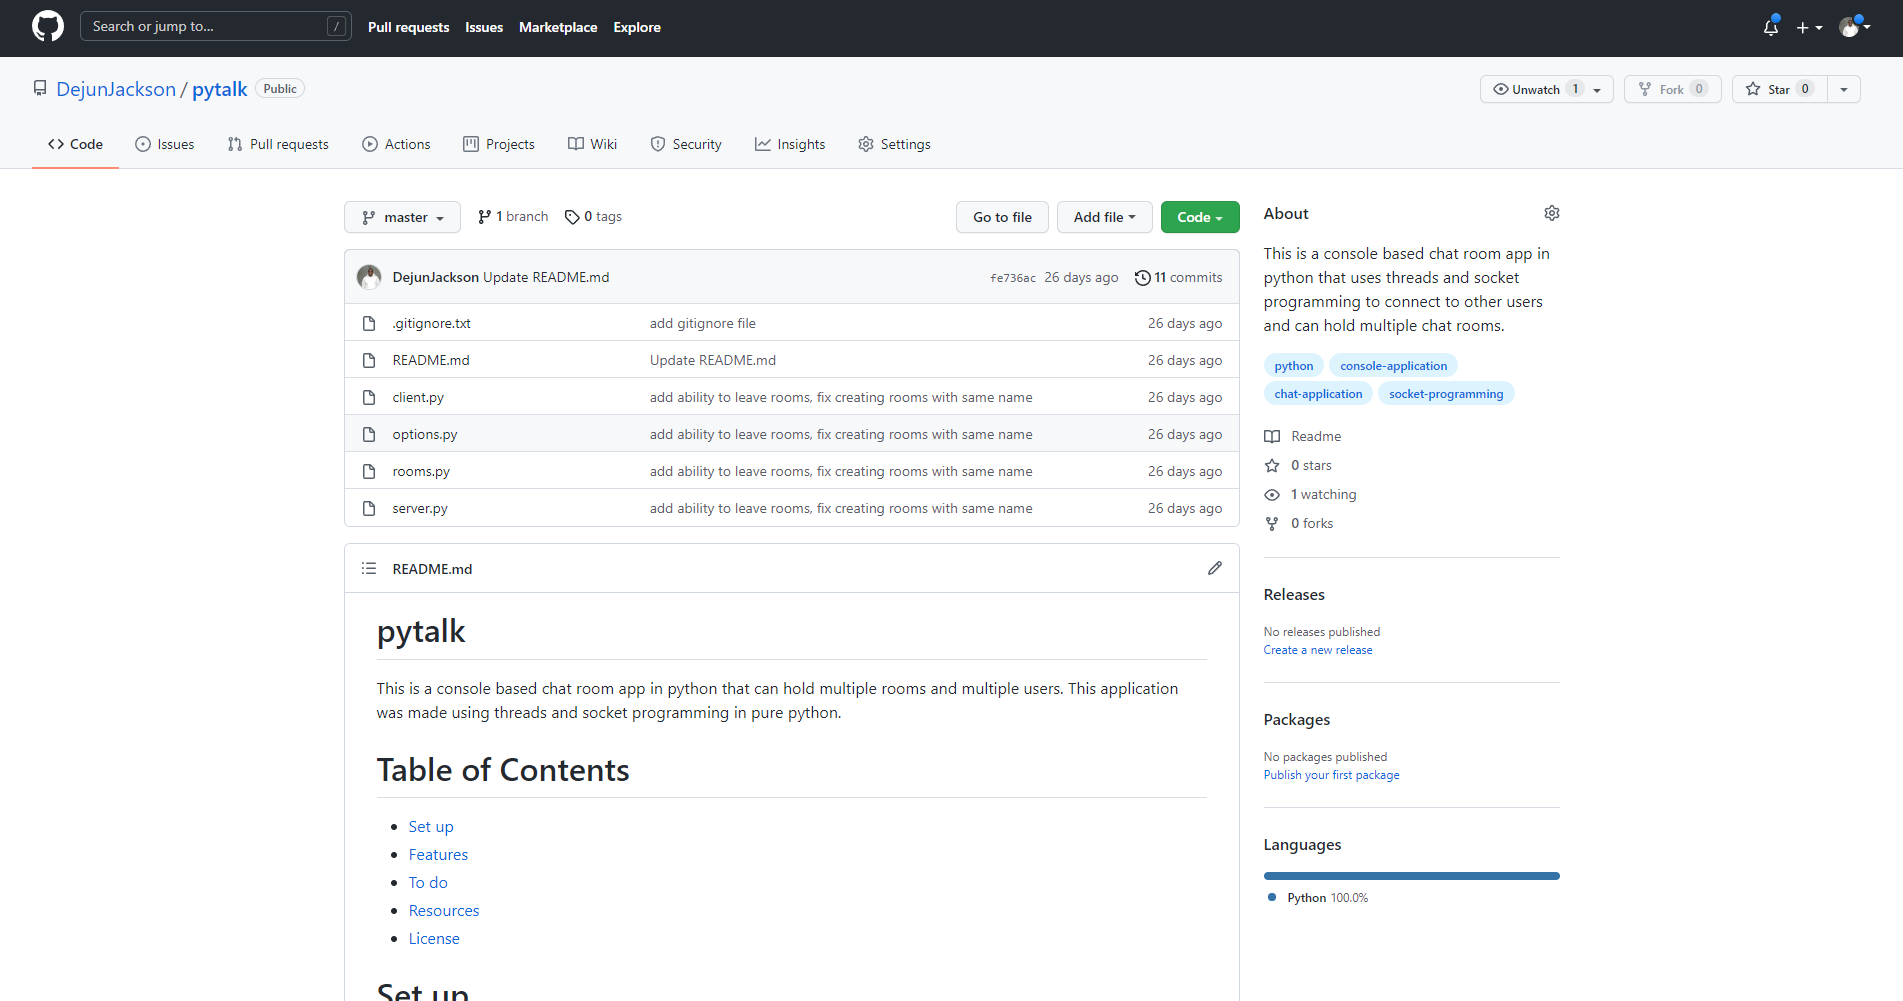 Search or jump to... /
Pull requests Issues Marketplace Explore
DejunJackson / pytalk Public
Unwatch 1 Fork 0 Star 0
Code Issues Pull requests Actions Projects Wiki Security Insights Settings
master 1 branch 0 tags Go to file Add file Code
DejunJackson Update README.md fe736ac 26 days ago 11 commits
.gitignore.txt add gitignore file 26 days ago
README.md Update README.md 26 days ago
client.py add ability to leave rooms, fix creating rooms with same name 26 days ago
options.py add ability to leave rooms, fix creating rooms with same name 26 days ago
rooms.py add ability to leave rooms, fix creating rooms with same name 26 days ago
server.py add ability to leave rooms, fix creating rooms with same name 26 days ago
README.md
pytalk
This is a console based chat room app in python that can hold multiple rooms and multiple users. This application
was made using threads and socket programming in pure python.
Table of Contents
Set up
Features
To do
Resources
License
Set up
About
This is a console based chat room app in
python that uses threads and socket
programming to connect to other users
and can hold multiple chat rooms.
python console-application
chat-application socket-programming
Readme
0 stars
1 watching
0 forks
Releases
No releases published
Create a new release
Packages
No packages published
Publish your first package
Languages
Python 100.0%